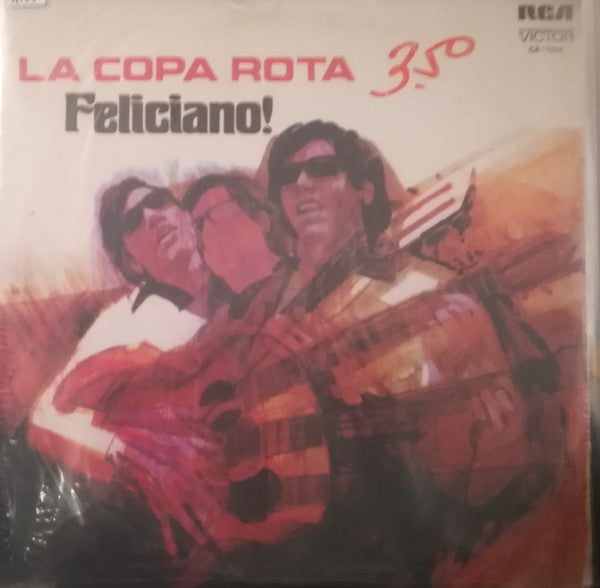 RCA
VICTOR
LA COPA ROTA 3.50
Feliciano!